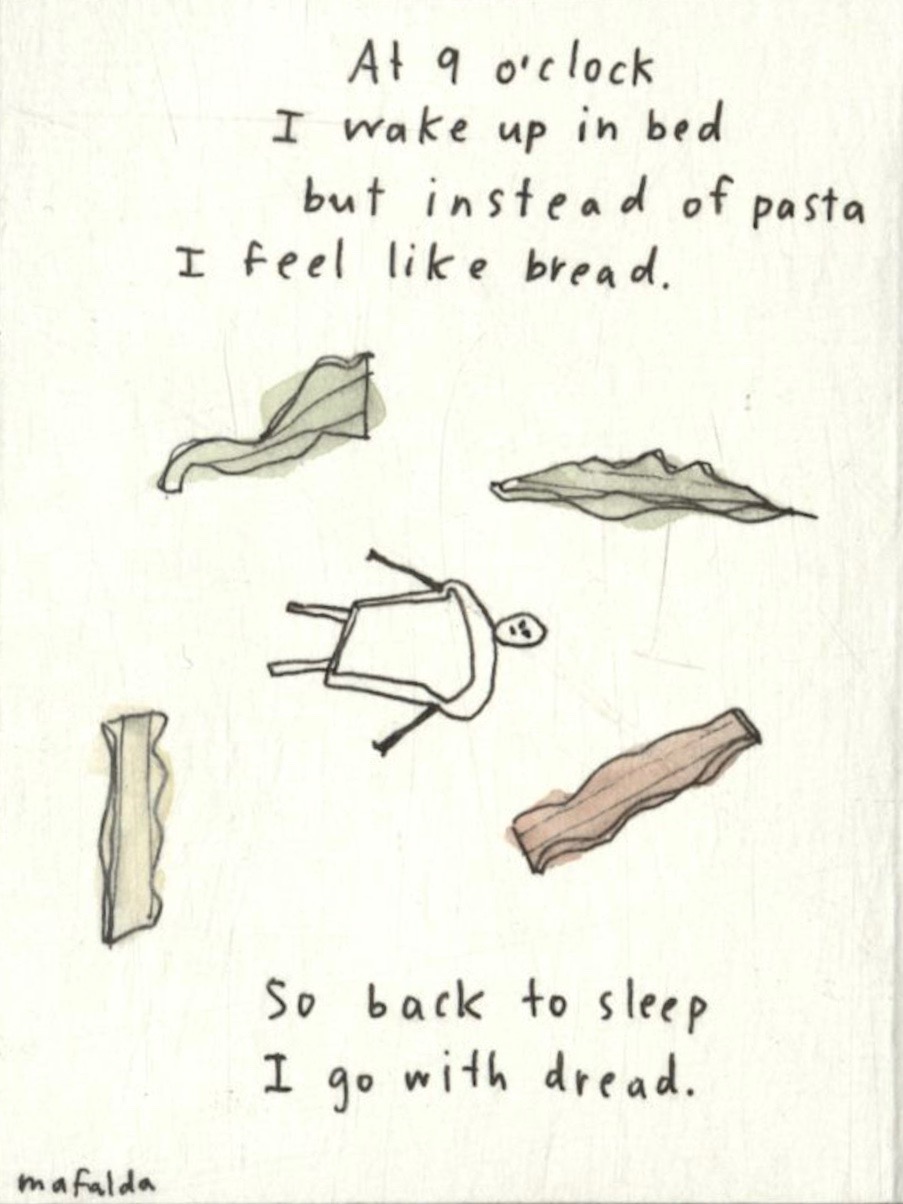 At 9 o'clock
I wake up in bed
but instead of pasta
I feel like bread.
So back to sleep
I go with dread.
mafalda